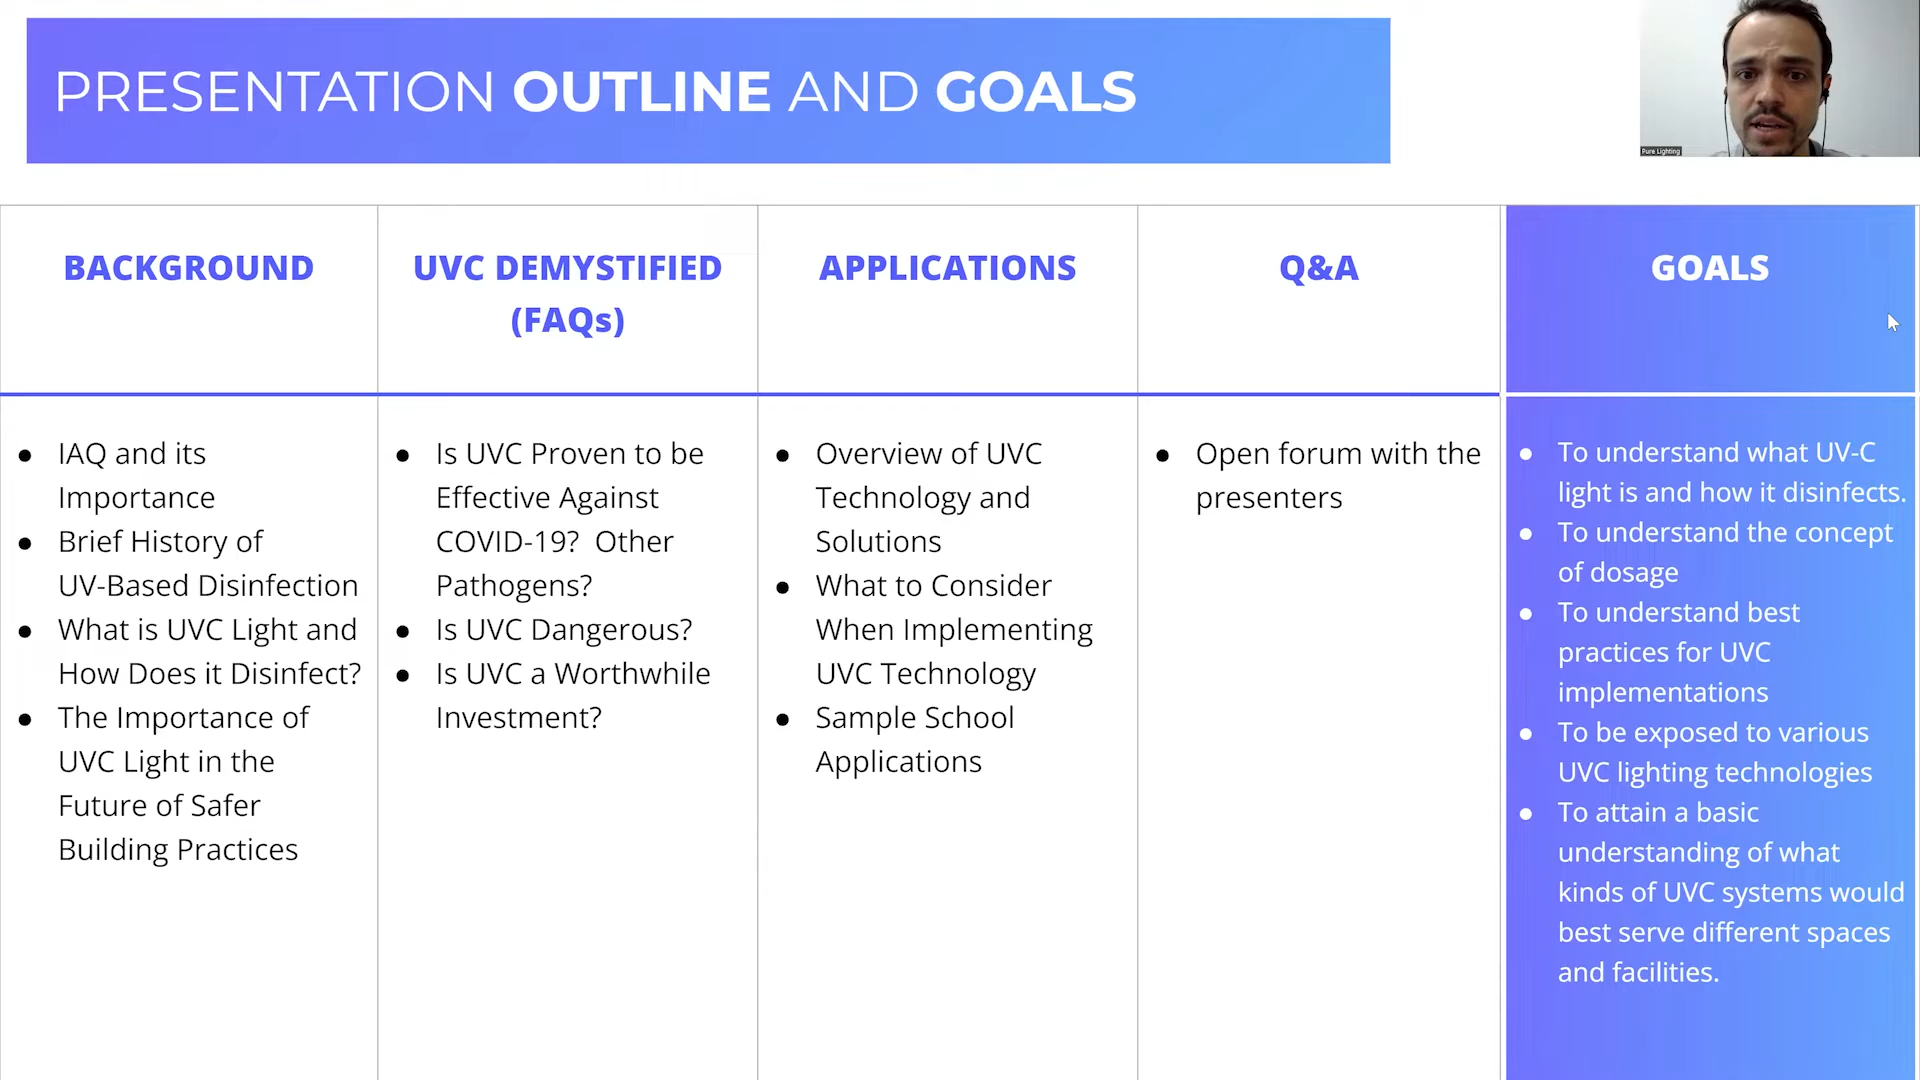 PRESENTATION OUTLINE AND GOALS
Pure Lighting
BACKGROUND
IAQ and its
Importance
Brief History of
UV-Based Disinfection
What is UVC Light and
How Does it Disinfect?
The Importance of
UVC Light in the
Future of Safer
Building Practices
UVC DEMYSTIFIED
(FAQs)
Is UVC Proven to be
Effective Against
COVID-19? Other
Pathogens?
Is UVC Dangerous?
Is UVC a Worthwhile
Investment?
APPLICATIONS
Overview of UVC
Technology and
Solutions
What to Consider
When Implementing
UVC Technology
Sample School
Applications
Q&A
Open forum with the
presenters
GOALS
To understand what UV-C
light is and how it disinfects.
To understand the concept
of dosage
To understand best
practices for UVC
implementations
To be exposed to various
UVC lighting technologies
To attain a basic
understanding of what
kinds of UVC systems would
best serve different spaces
and facilities.